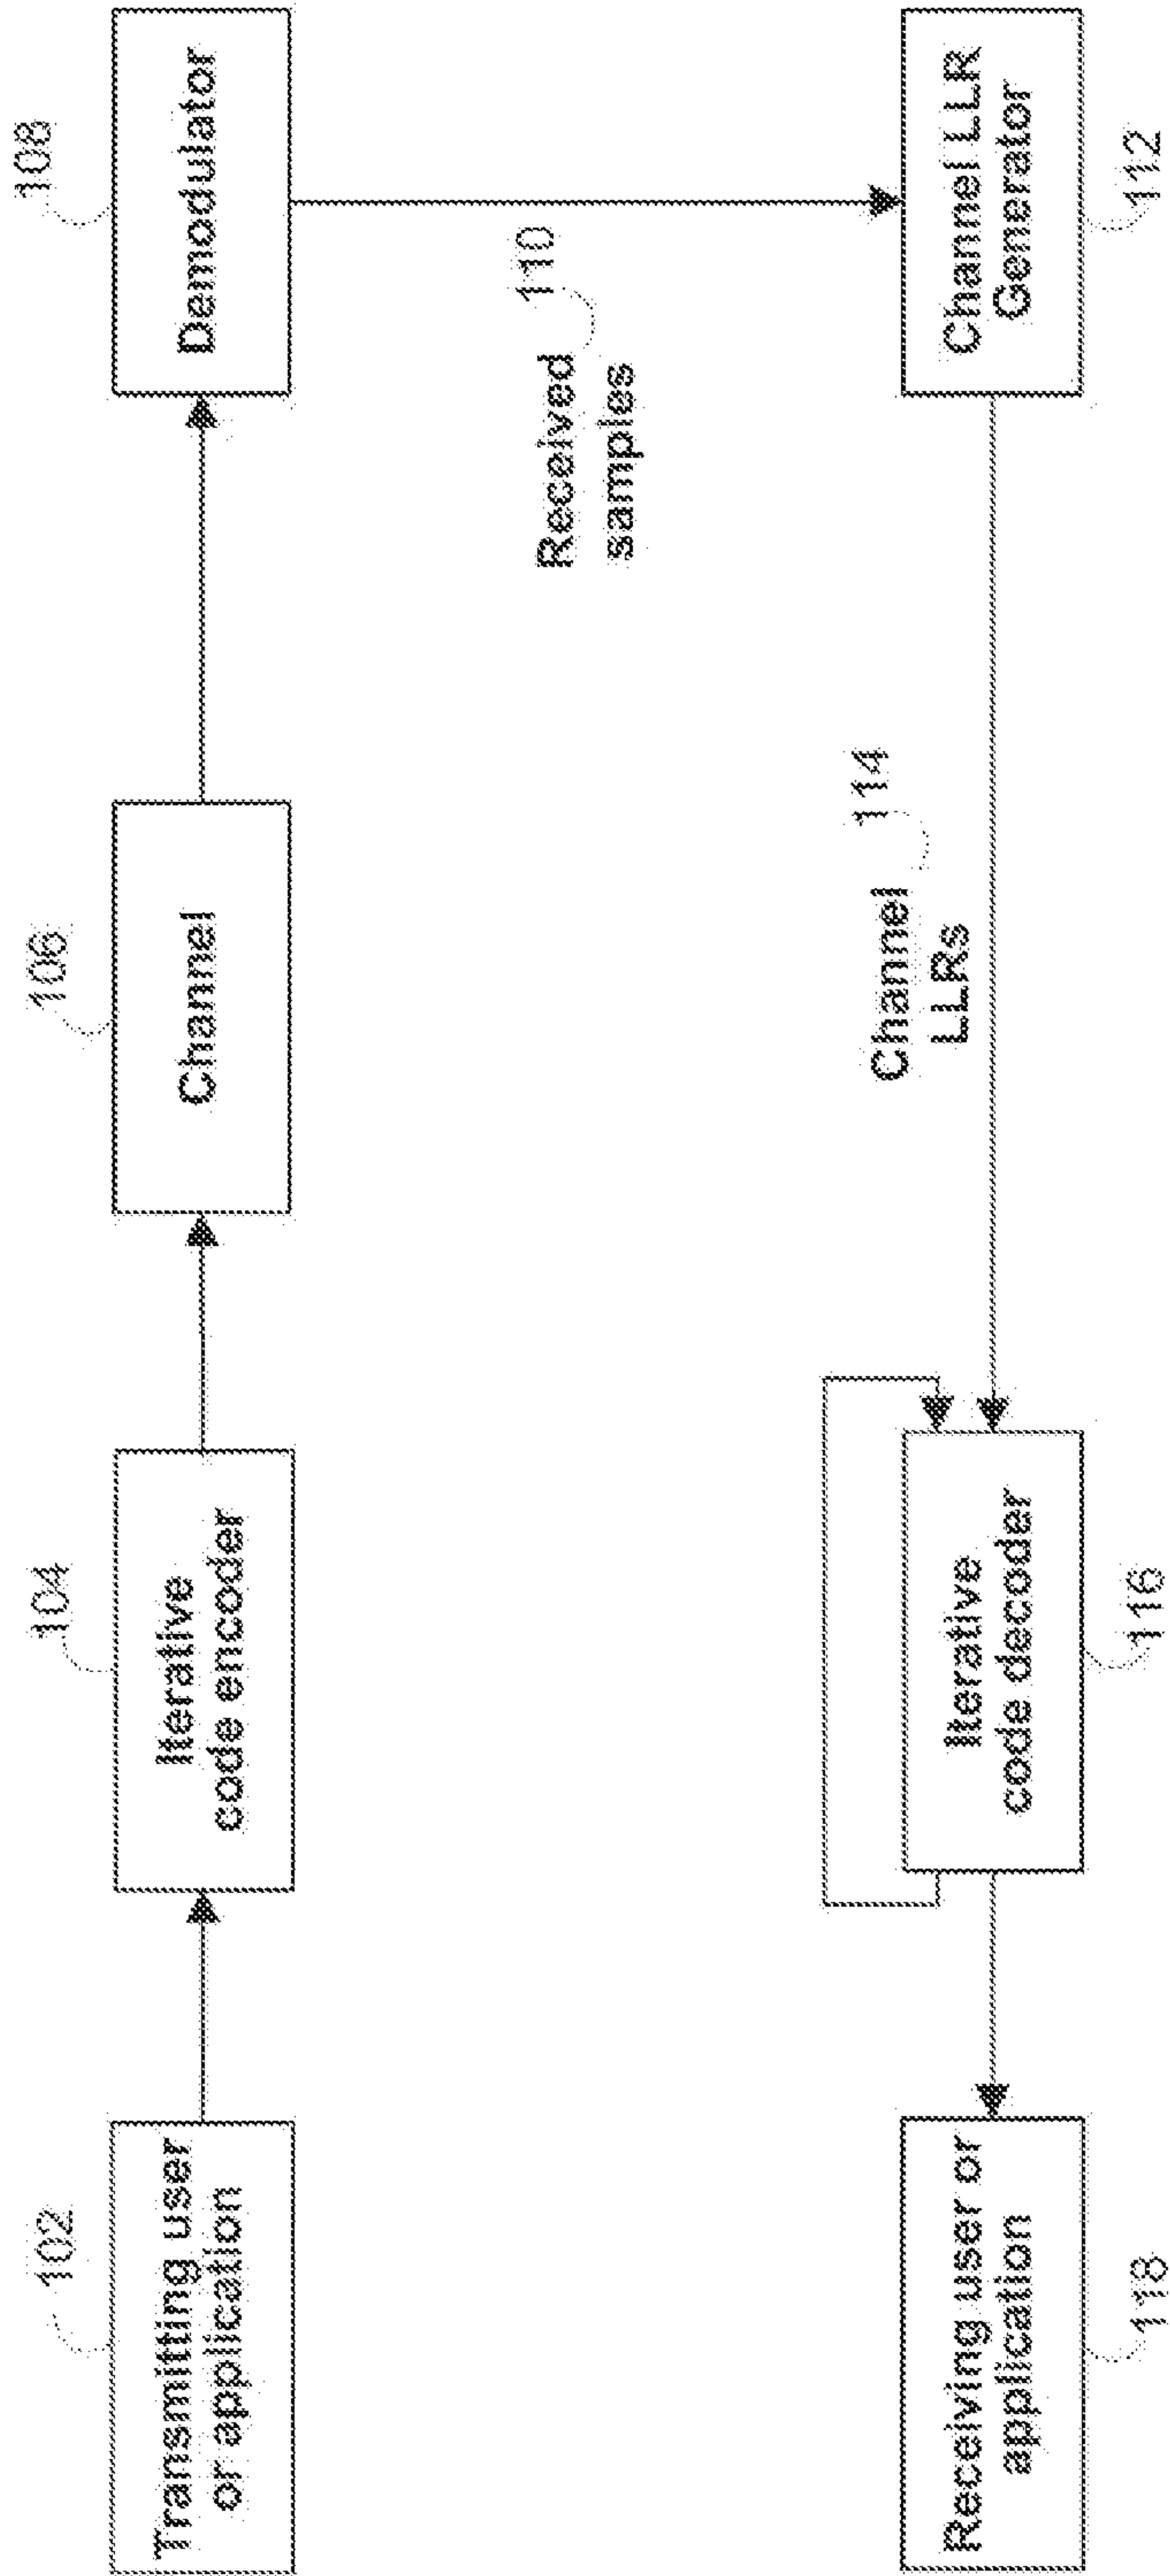 102
Transmitting user
or application
104
Iterative
code encoder
106
Channel
108
Demodulator
110
Received
samples
Channel LLR
Generator
112
114
Channel
LLRs
Iterative
code decoder
116
Receiving user or
application
118